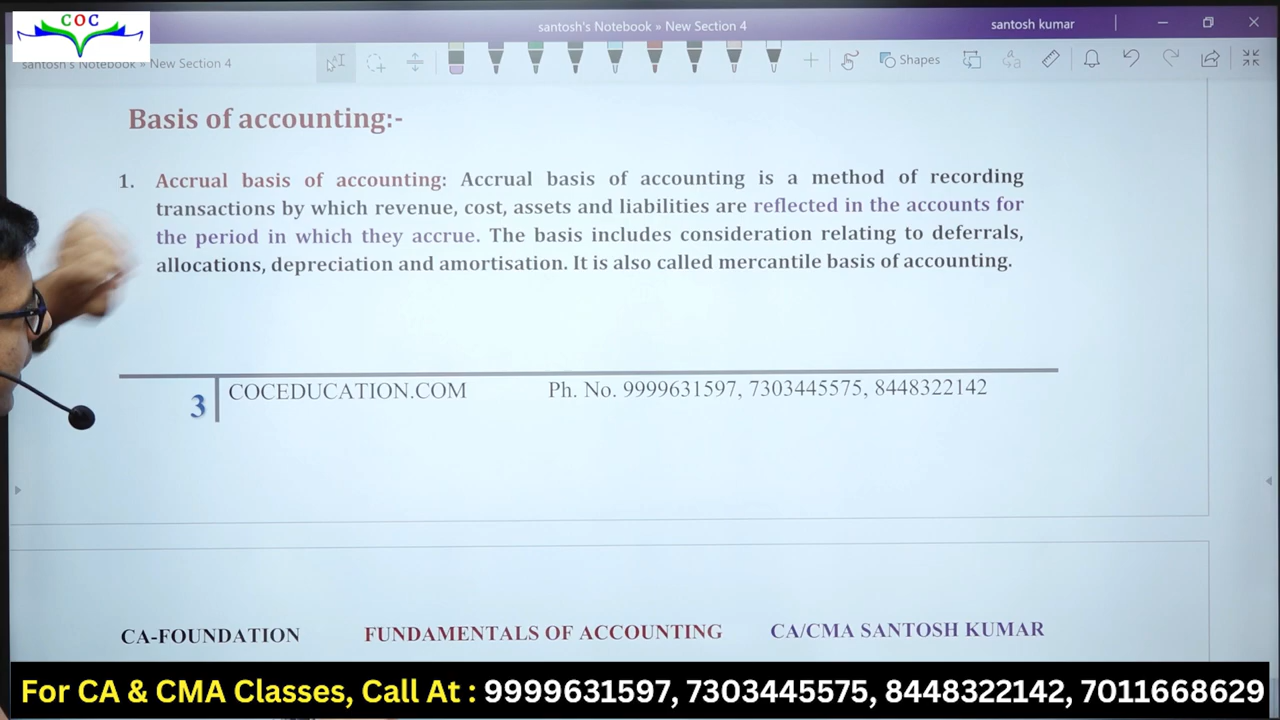 COC
santosh's Notebook » New Section 4
santosh kumar
santosh's Notebook » New Section 4
Shapes
Basis of accounting:-
1. Accrual basis of accounting: Accrual basis of accounting is a method of recording
transactions by which revenue, cost, assets and liabilities are reflected in the accounts for
the period in which they accrue. The basis includes consideration relating to deferrals,
allocations, depreciation and amortisation. It is also called mercantile basis of accounting.
3 COCEDUCATION.COM Ph. No. 9999631597, 7303445575, 8448322142
CA-FOUNDATION FUNDAMENTALS OF ACCOUNTING CA/CMA SANTOSH KUMAR
For CA & CMA Classes, Call At : 9999631597, 7303445575, 8448322142, 7011668629